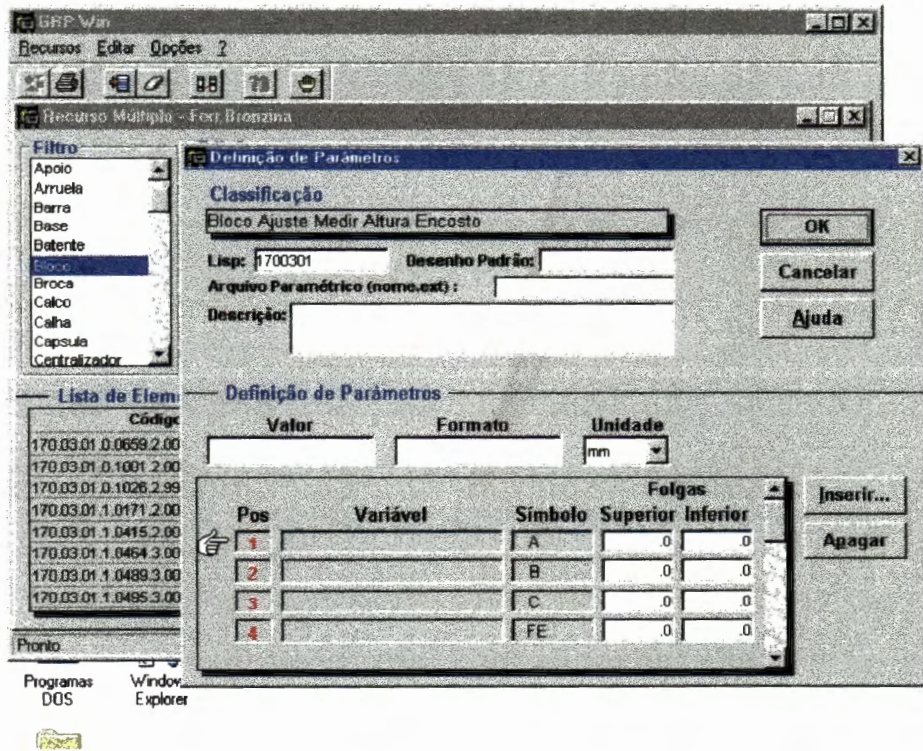 GRP Win
Recursos Editar Opções ?
Recurso Múltiplo - Ferr.Bronzina
Filtro
Apoio
Arruela
Barra
Base
Batente
Bloco
Broca
Calco
Calha
Capsula
Centralizador
Lista de Elem
Código
170.03.01.0.0659.2.00
170.03.01.0.1001.2.00
170.03.01.0.1026.2.99
170.03.01.1.0171.2.00
170.03.01.1.0415.2.00
170.03.01.1.0464.3.00
170.03.01.1.0489.3.00
170.03.01.1.0495.3.00
Pronto
Definição de Parâmetros
Classificação
Bloco Ajuste Medir Altura Encosto
Lisp: 1700301 Desenho Padrão:
Arquivo Paramétrico (nome.ext) :
Descrição:
OK
Cancelar
Ajuda
Definição de Parâmetros
Valor Formato Unidade
mm
Folgas
Pos Variável Símbolo Superior Inferior
1 A .0 .0
2 B .0 .0
3 C .0 .0
4 FE .0 .0
Inserir...
Apagar
Programas DOS
Window Explorer